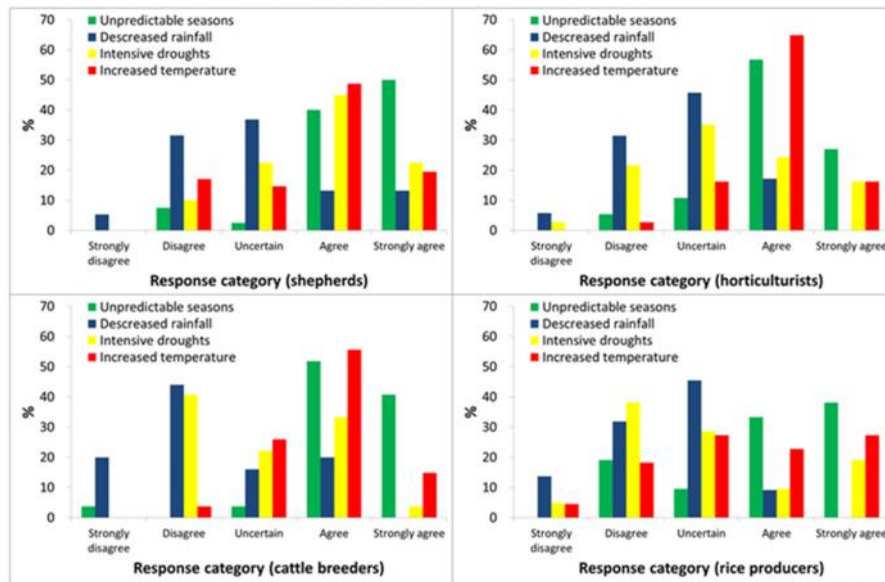 Unpredictable seasons
Descreased rainfall
Intensive droughts
Increased temperature
70
60
50
40
30
20
10
0
%
Strongly disagree
Disagree
Uncertain
Agree
Strongly agree
Response category (shepherds)
Unpredictable seasons
Descreased rainfall
Intensive droughts
Increased temperature
70
60
50
40
30
20
10
0
%
Strongly disagree
Disagree
Uncertain
Agree
Strongly agree
Response category (horticulturists)
Unpredictable seasons
Descreased rainfall
Intensive droughts
Increased temperature
70
60
50
40
30
20
10
0
%
Strongly disagree
Disagree
Uncertain
Agree
Strongly agree
Response category (cattle breeders)
Unpredictable seasons
Descreased rainfall
Intensive droughts
Increased temperature
70
60
50
40
30
20
10
0
%
Strongly disagree
Disagree
Uncertain
Agree
Strongly agree
Response category (rice producers)